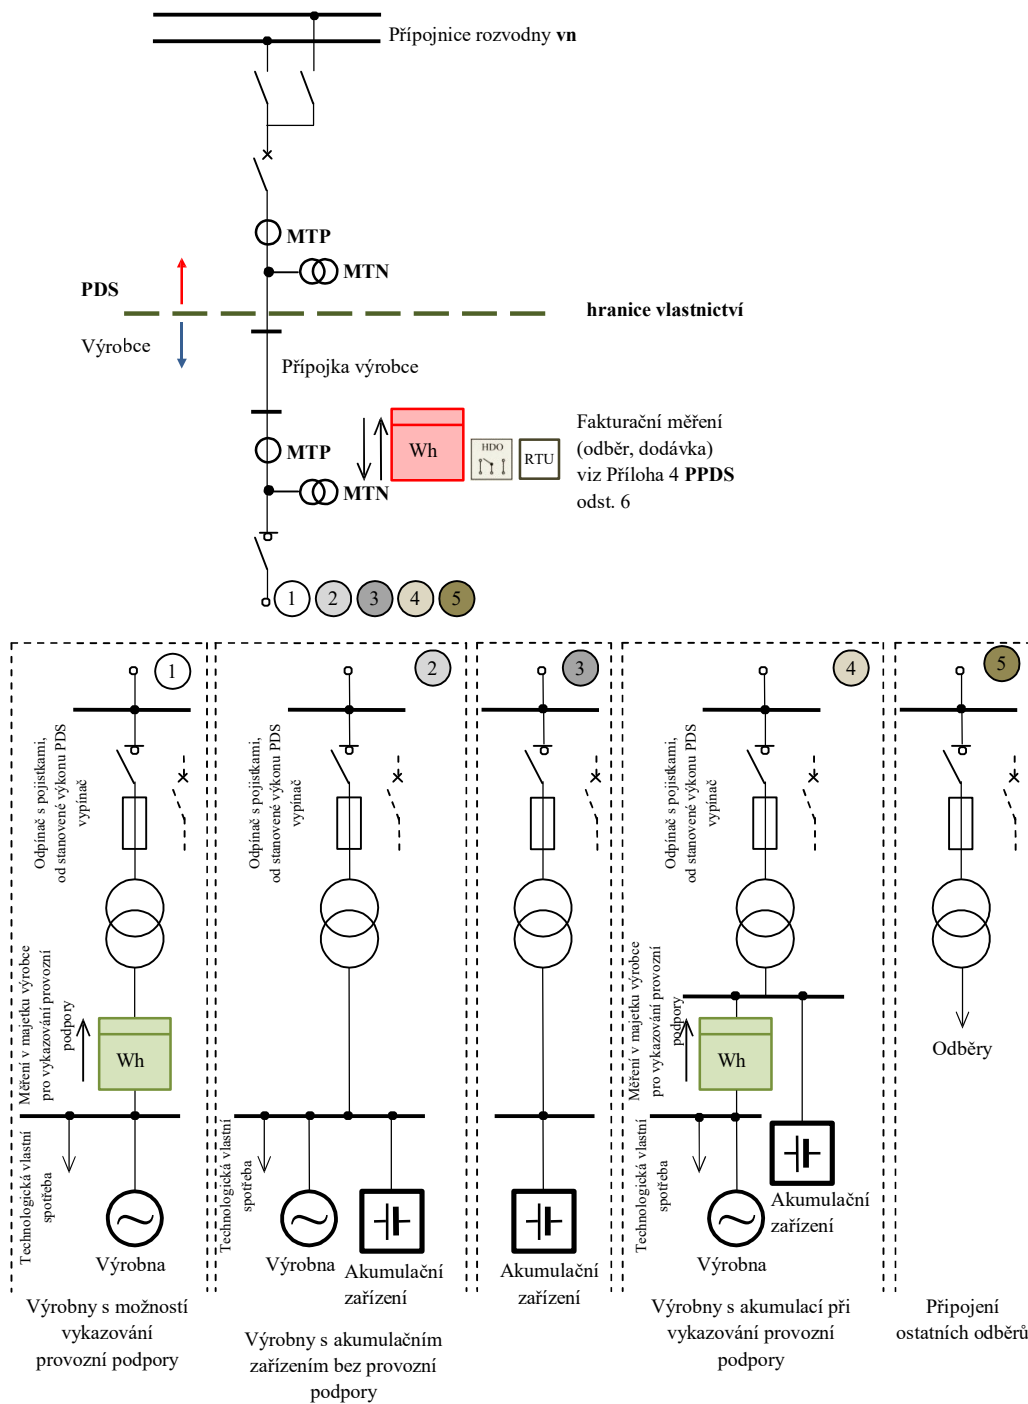 Přípojnice rozvodny vn
MTP
MTN
PDS
hranice vlastnictví
Výrobce
Přípojka výrobce
MTP
Wh
HDO
RTU
Fakturační měření
(odběr, dodávka)
viz Příloha 4 PPDS
odst. 6
MTN
1
2
3
4
5
1
Odpínač s pojistkami,
od stanovené výkonu PDS
vypínač
Měření v majetku výrobce
pro vykazování provozní
podpory
Wh
Technologická vlastní
spotřeba
Výrobna
Výrobny s možností
vykazování
provozní podpory
2
Odpínač s pojistkami,
od stanovené výkonu PDS
vypínač
Technologická vlastní
spotřeba
Výrobna
Akumulační
zařízení
Výrobny s akumulačním
zařízením bez provozní
podpory
3
Akumulační
zařízení
4
Odpínač s pojistkami,
od stanovené výkonu PDS
vypínač
Měření v majetku výrobce
pro vykazování provozní
podpory
Wh
Technologická vlastní
spotřeba
Výrobna
Akumulační
zařízení
Výrobny s akumulací při
vykazování provozní
podpory
5
Odběry
Připojení
ostatních odběrů